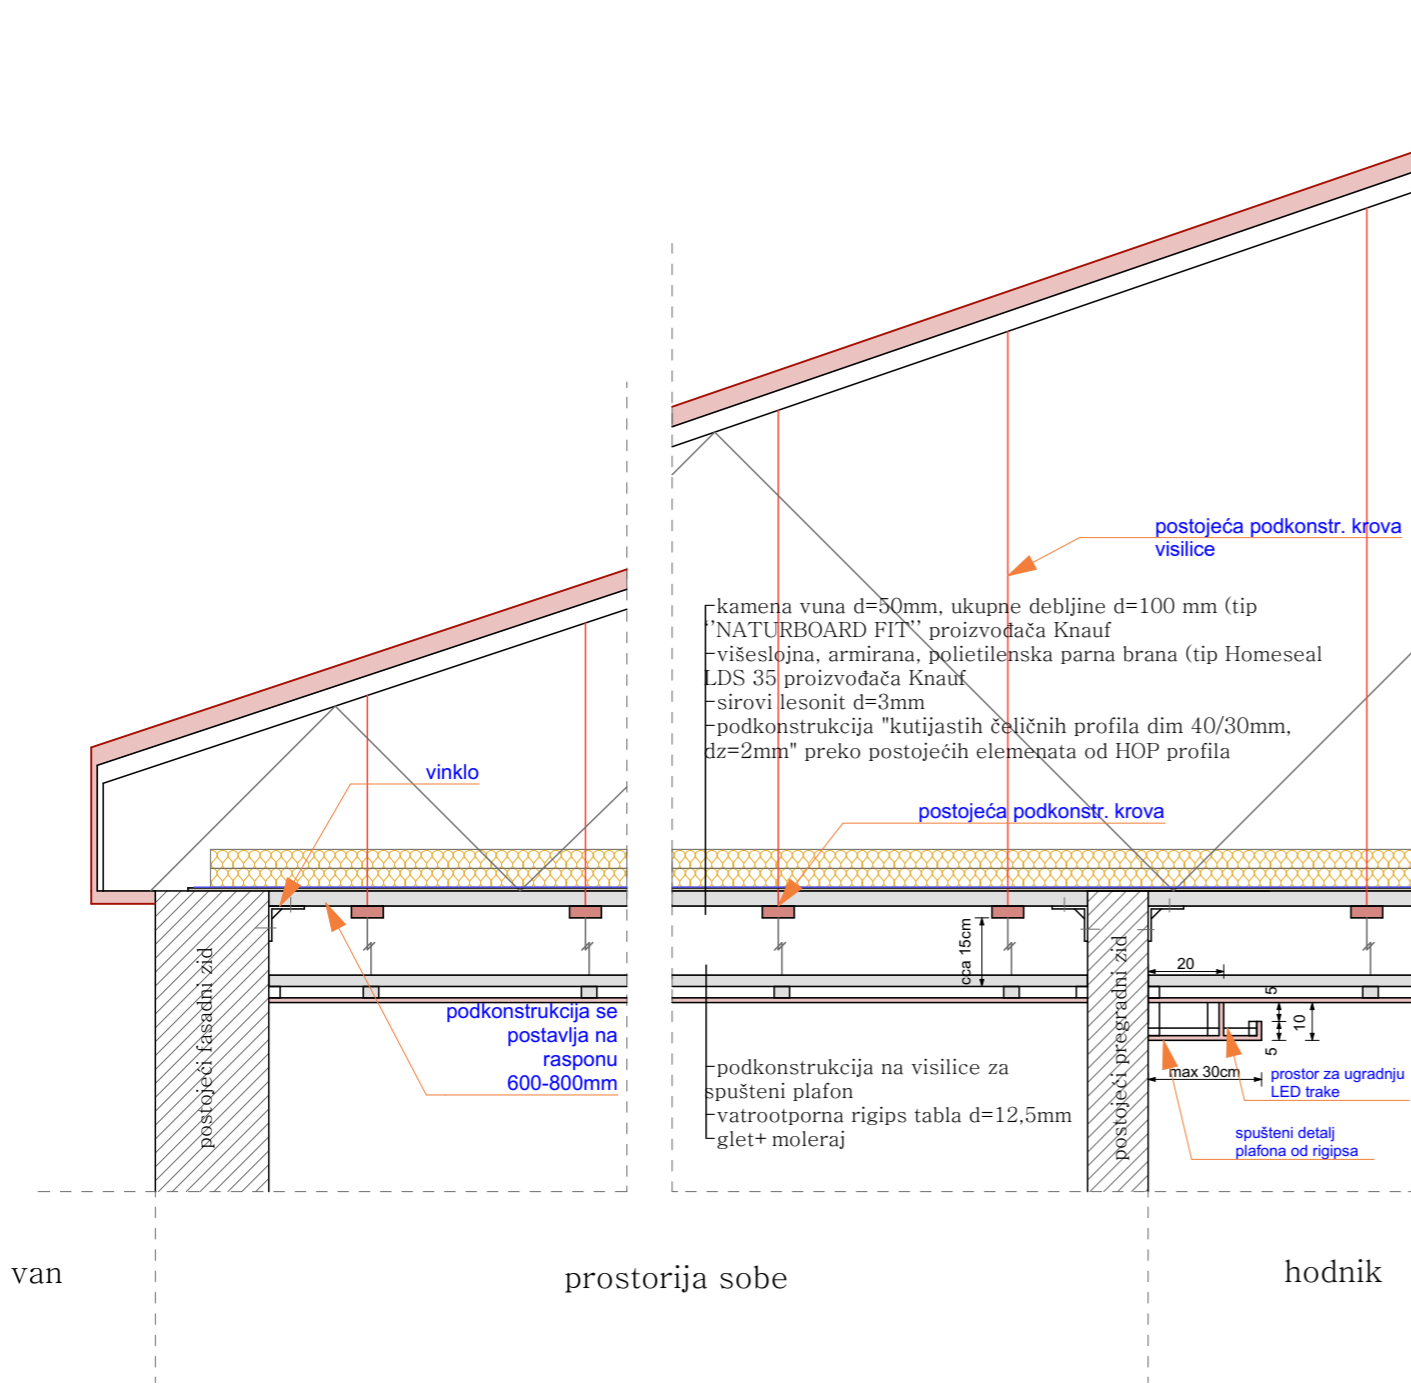 postojeća podkonstr. krova
visilice
kamena vuna d=50mm, ukupne debljine d=100 mm (tip
''NATURBOARD FIT'' proizvođača Knauf
višeslojna, armirana, polietilenska parna brana (tip Homeseal
LDS 35 proizvođača Knauf
sirovi lesonit d=3mm
podkonstrukcija "kutijastih čeličnih profila dim 40/30mm,
dz=2mm" preko postojećih elemenata od HOP profila
vinklo
postojeća podkonstr. krova
cca 15cm
20
5
10
5
max 30cm
postojeći fasadni zid
podkonstrukcija se
postavlja na
rasponu
600-800mm
podkonstrukcija na visilice za
spušteni plafon
vatrootporna rigips tabla d=12,5mm
glet+moleraj
postojeći pregradni zid
prostor za ugradnju
LED trake
spušteni detalj
plafona od rigipsa
van
prostorija sobe
hodnik